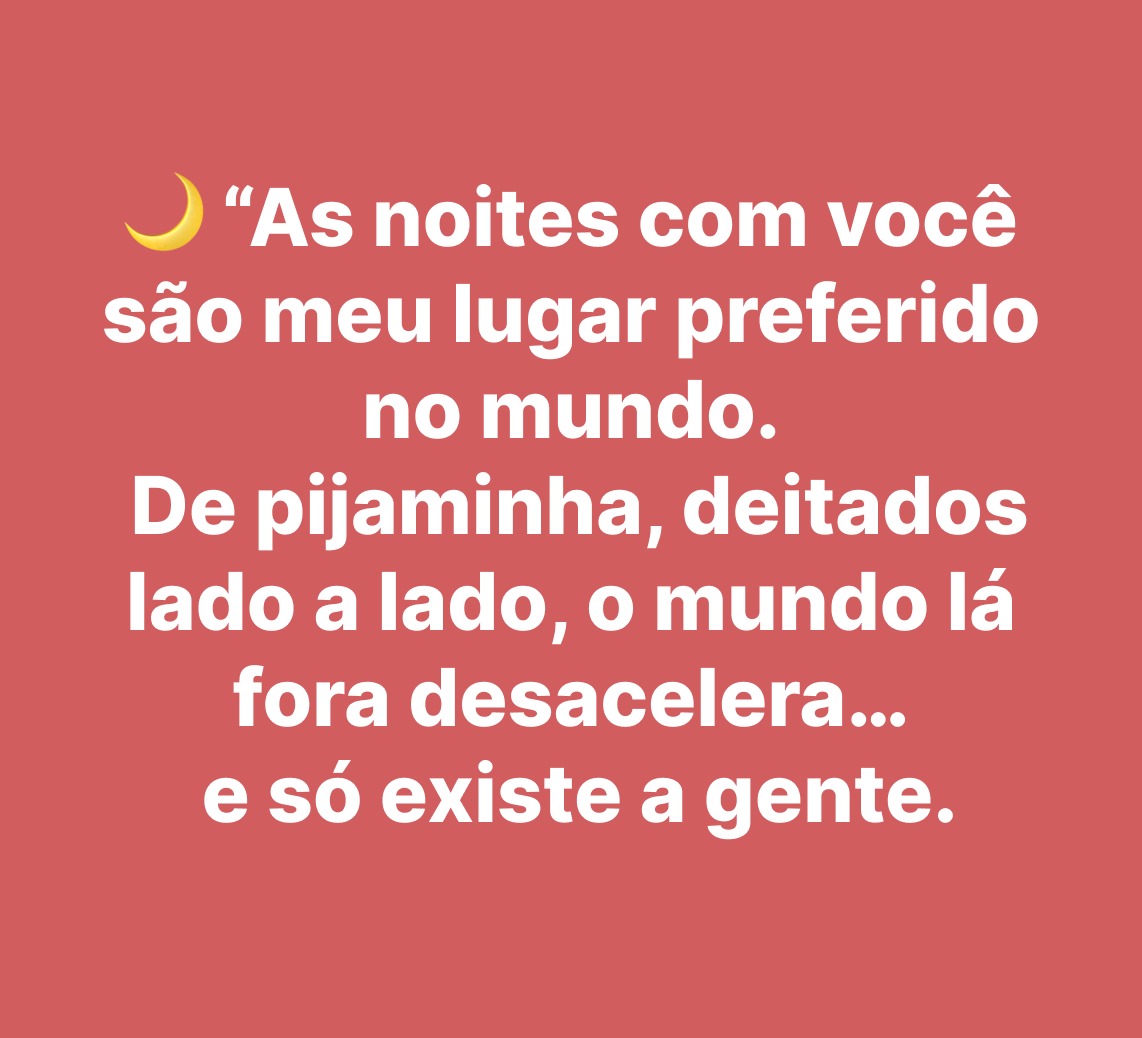 🌙 “As noites com você
são meu lugar preferido
no mundo.
De pijaminha, deitados
lado a lado, o mundo lá
fora desacelera…
e só existe a gente.